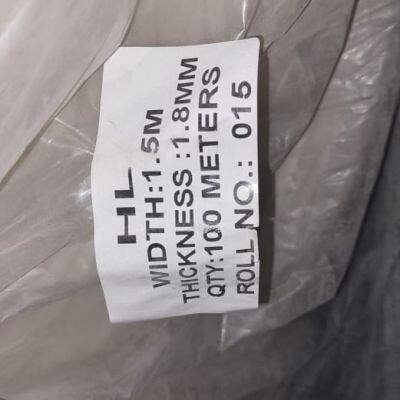 HL
WIDTH:1.5M
THICKNESS :1.8MM
QTY:100 METERS
ROLL NO.: 015